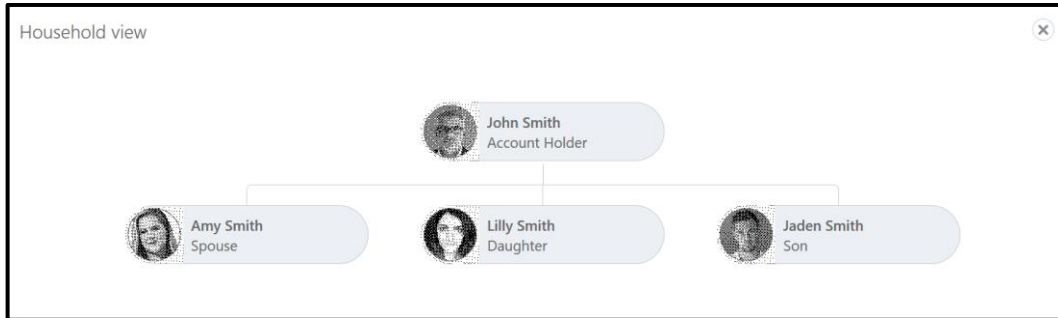 Household view
John Smith
Account Holder
Amy Smith
Spouse
Lilly Smith
Daughter
Jaden Smith
Son